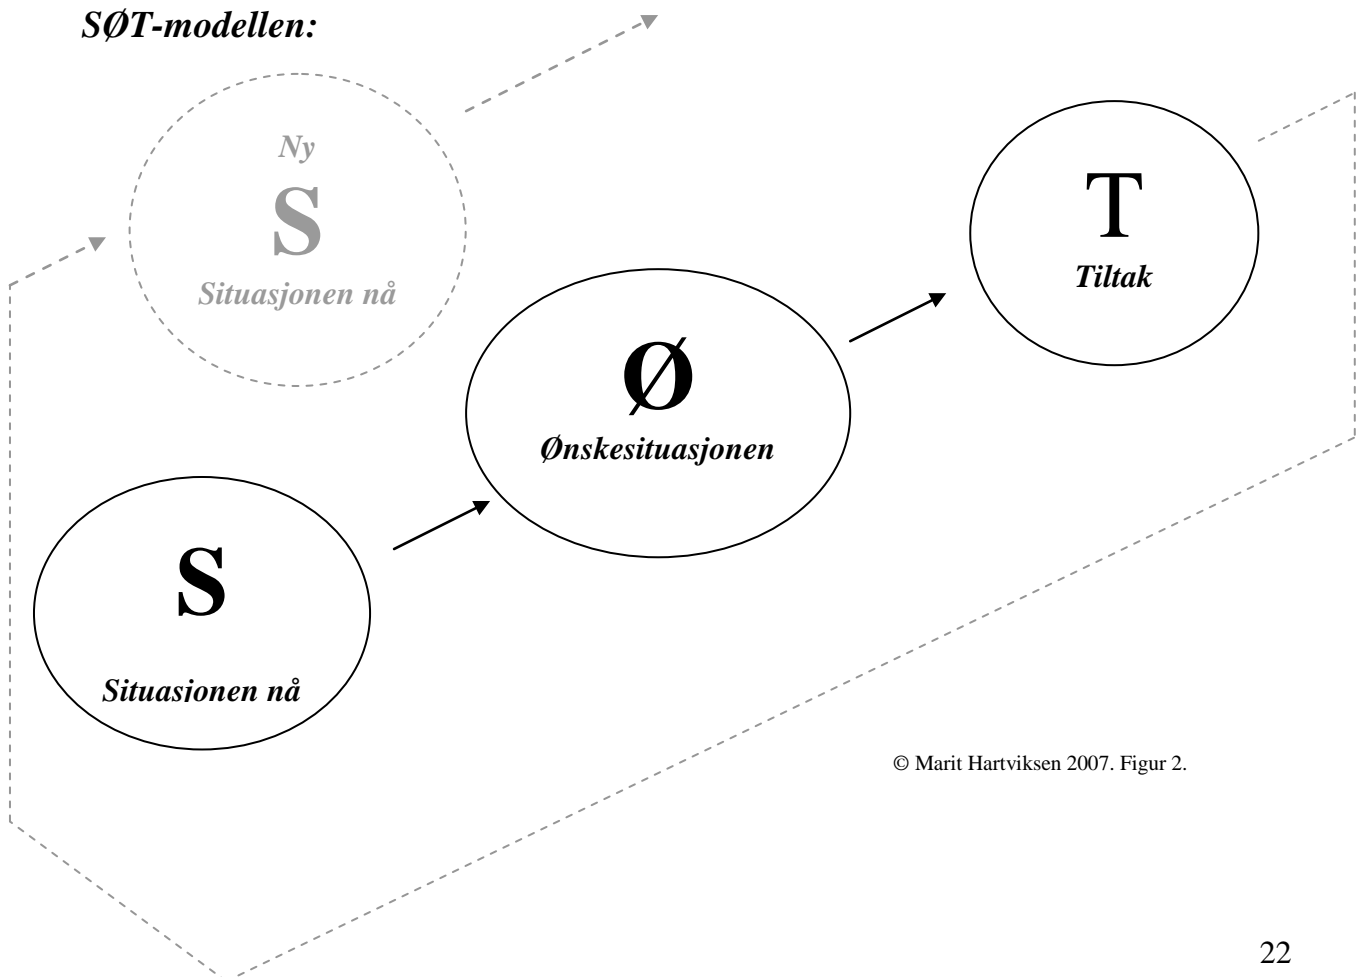 SØT-modellen:
Ny
S
Situasjonen nå
T
Tiltak
Ø
Ønskesituasjonen
S
Situasjonen nå
© Marit Hartviksen 2007. Figur 2.
22